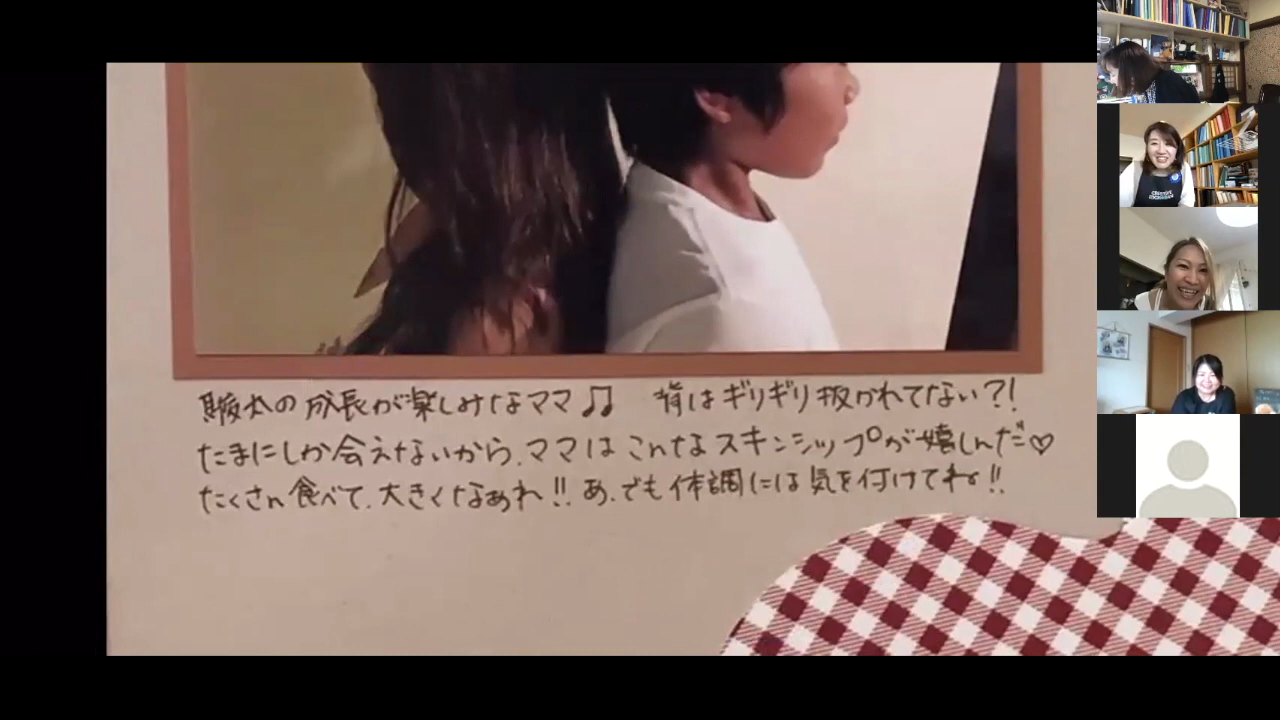 駿太の成長が楽しみなママ♫ 背はギリギリ抜かれてない?!
たまにしか会えないから、ママはこんなスキンシップが嬉しんだ♡
たくさん食べて、大きくなあれ!! あ、でも体調には気を付けてね!!